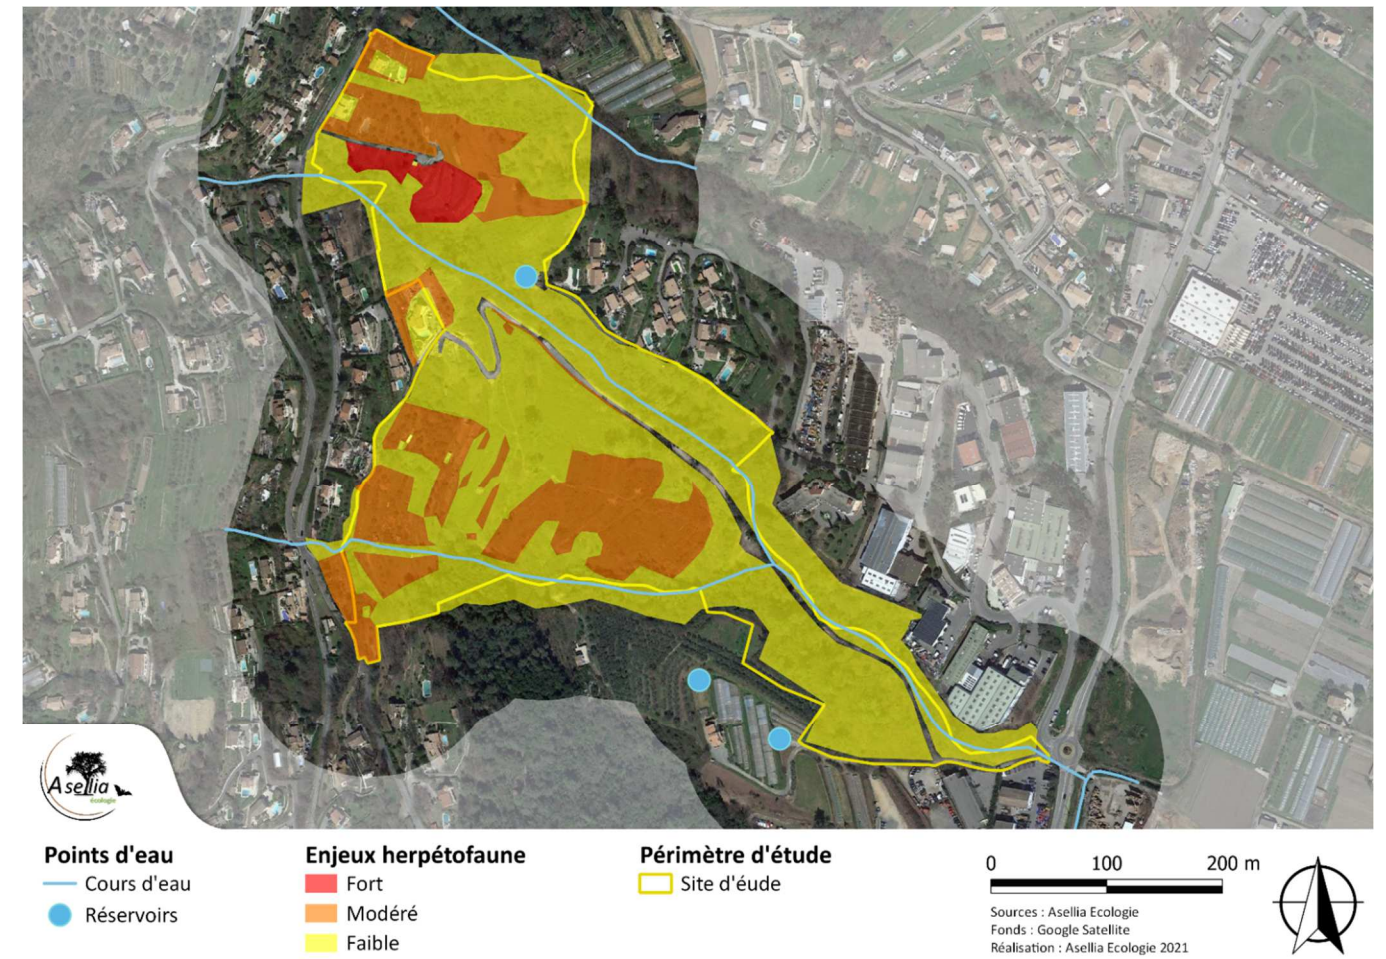 Asellia
écologie
Points d'eau
Cours d'eau
Réservoirs
Enjeux herpétofaune
Fort
Modéré
Faible
Périmètre d'étude
Site d'éude
0 100 200 m
Sources : Asellia Ecologie
Fonds : Google Satellite
Réalisation : Asellia Ecologie 2021